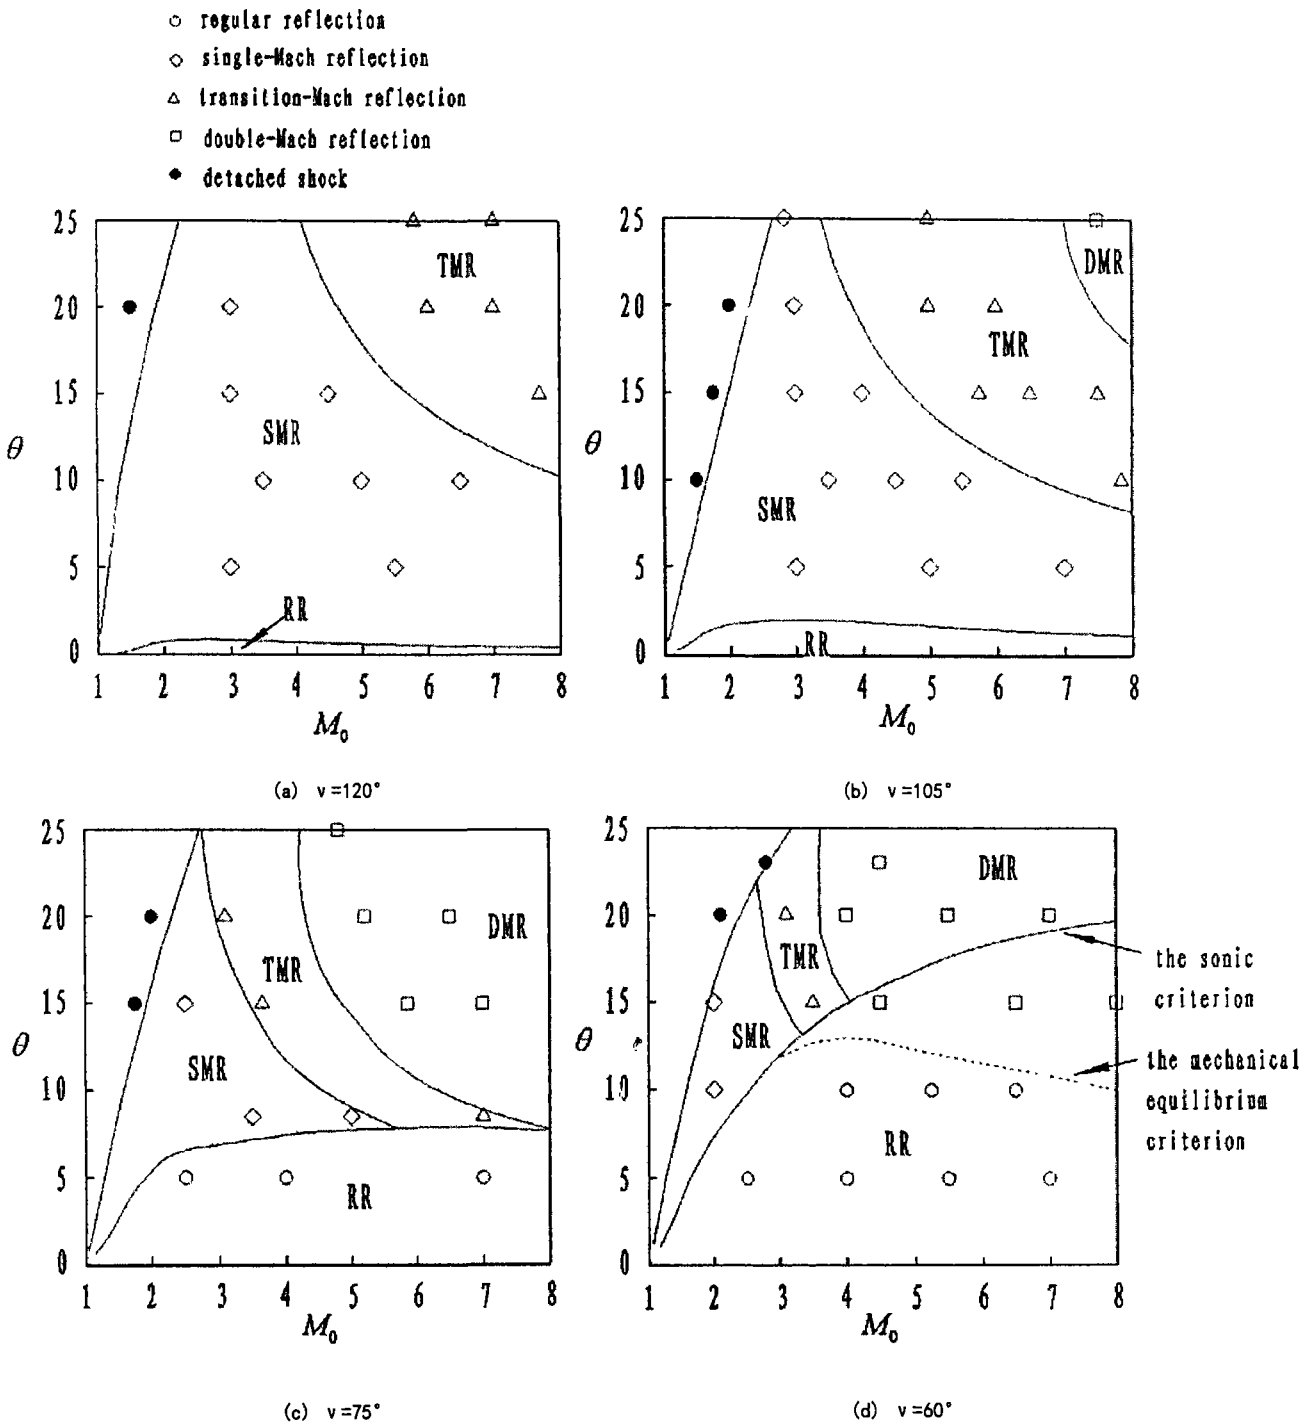 regular reflection
single-Mach reflection
transition-Mach reflection
double-Mach reflection
detached shock
25
20
15
10
5
0
θ
TMR
SMR
RR
1 2 3 4 5 6 7 8
M₀
(a) v=120°
25
20
15
10
5
0
θ
DMR
TMR
SMR
RR
1 2 3 4 5 6 7 8
M₀
(b) v=105°
25
20
15
10
5
0
θ
DMR
TMR
SMR
RR
1 2 3 4 5 6 7 8
M₀
(c) v=75°
25
20
15
10
5
0
θ
DMR
TMR
SMR
RR
the sonic
criterion
the mechanical
equilibrium
criterion
1 2 3 4 5 6 7 8
M₀
(d) v=60°